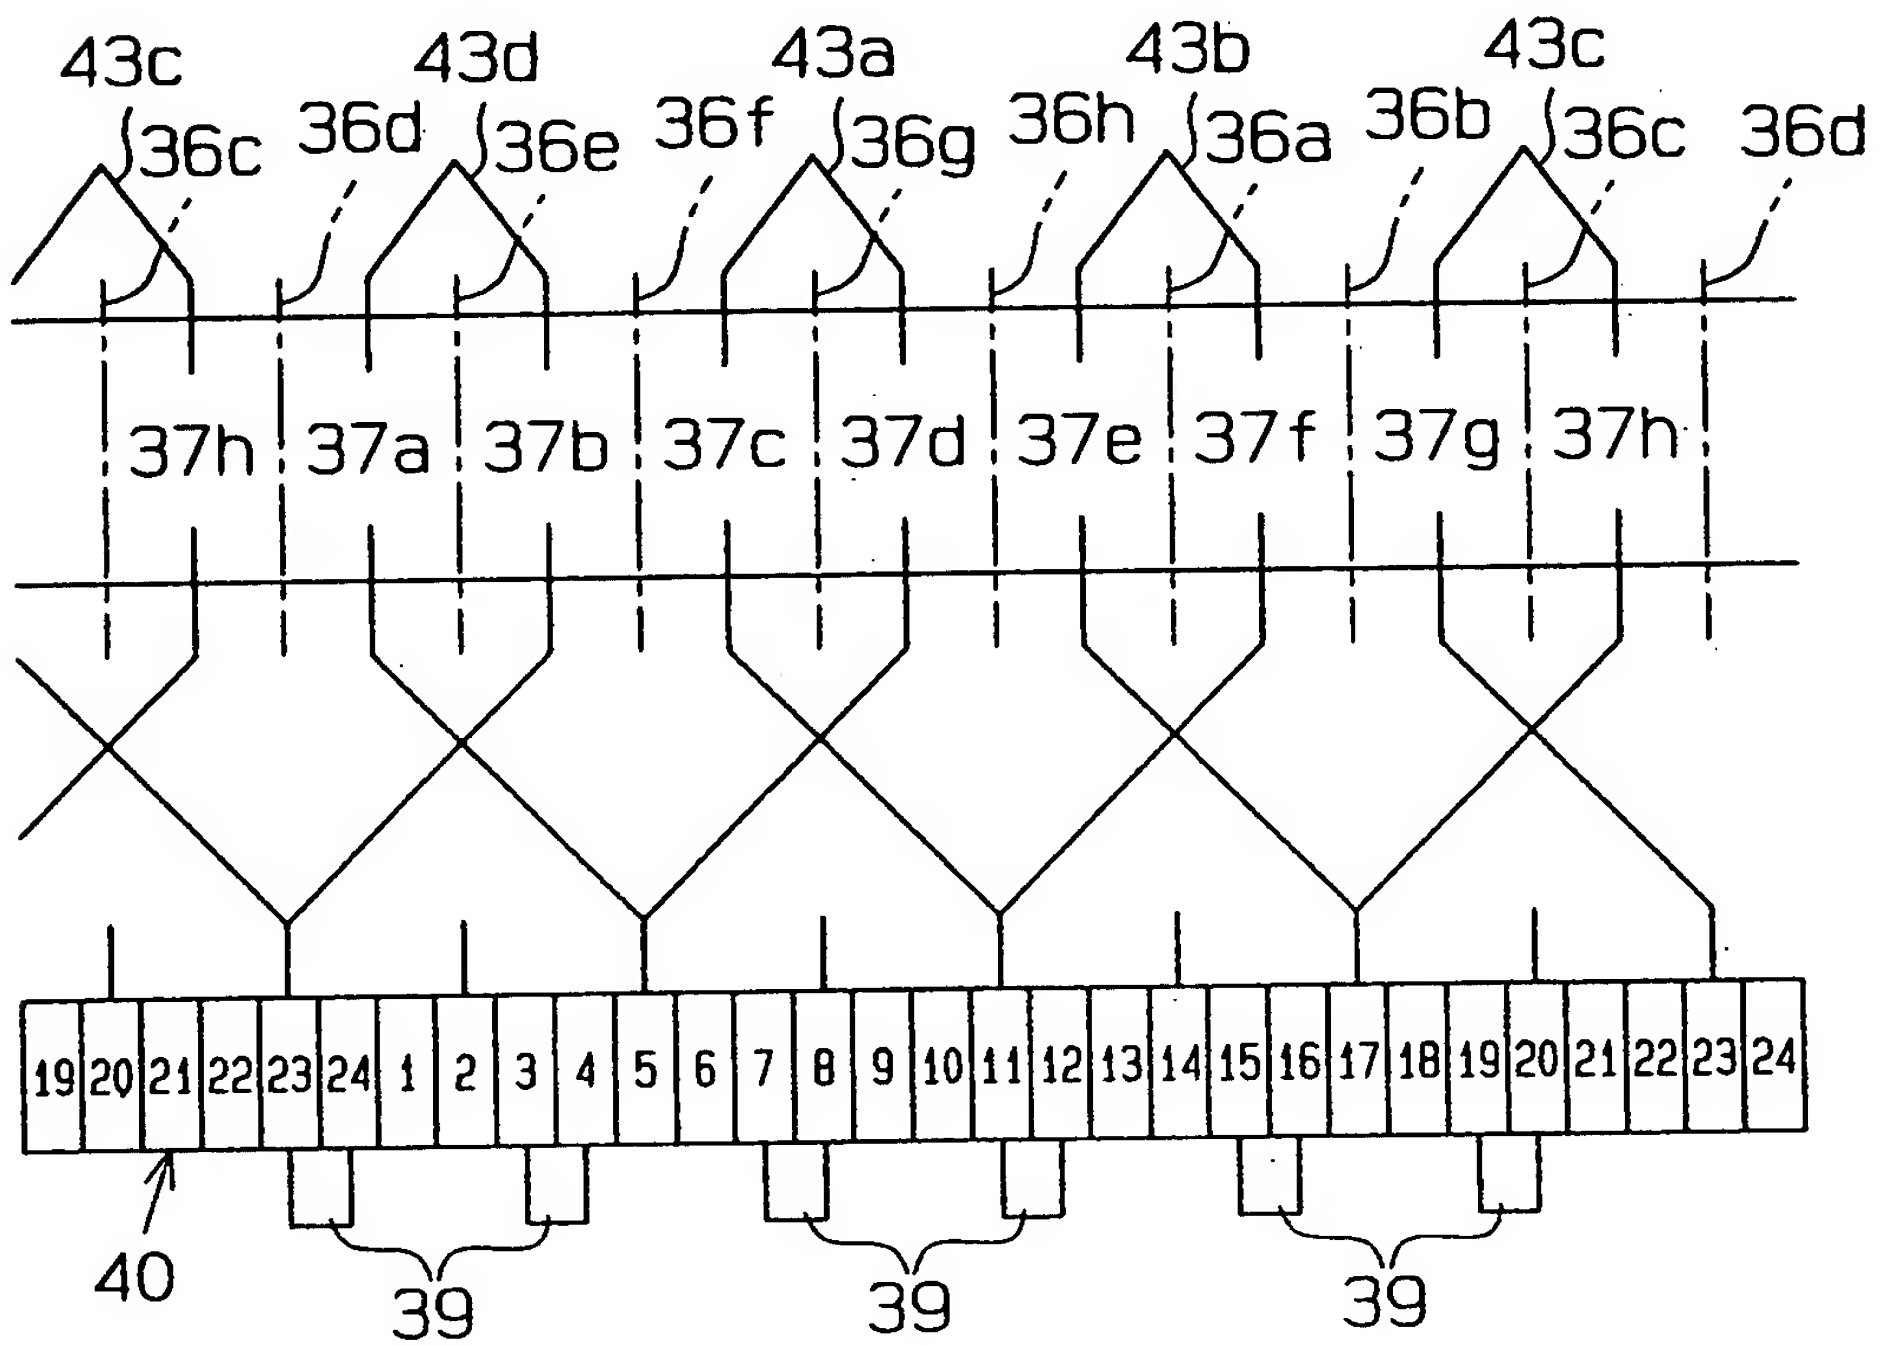 43c 43d 43a 43b 43c
36c 36d 36e 36f 36g 36h 36a 36b 36c 36d
37h 37a 37b 37c 37d 37e 37f 37g 37h
19 20 21 22 23 24 1 2 3 4 5 6 7 8 9 10 11 12 13 14 15 16 17 18 19 20 21 22 23 24
40 39 39 39